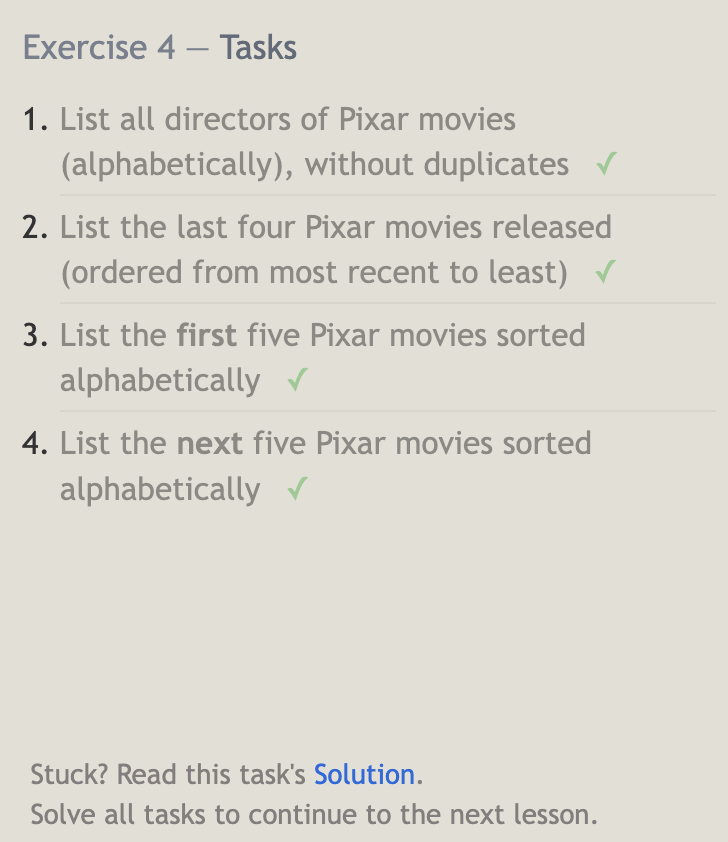 Exercise 4 — Tasks
1. List all directors of Pixar movies
(alphabetically), without duplicates ✓
2. List the last four Pixar movies released
(ordered from most recent to least) ✓
3. List the first five Pixar movies sorted
alphabetically ✓
4. List the next five Pixar movies sorted
alphabetically ✓
Stuck? Read this task's Solution.
Solve all tasks to continue to the next lesson.